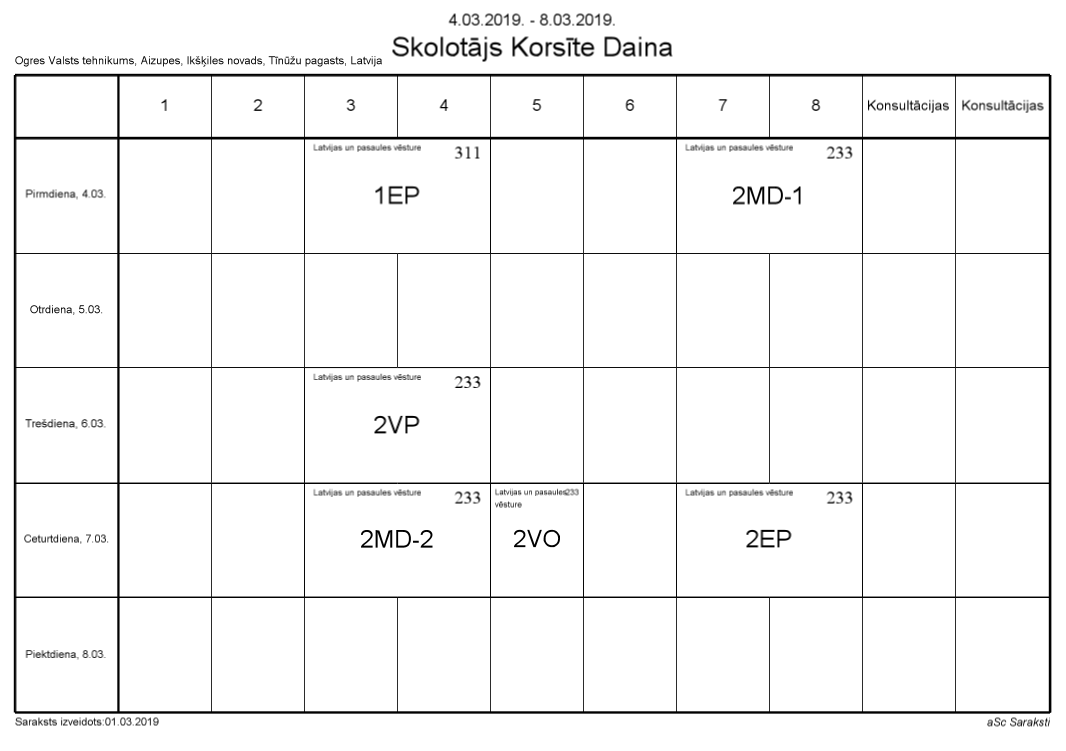 4.03.2019. - 8.03.2019.
Skolotājs Korsīte Daina
Ogres Valsts tehnikums, Aizupes, Ikšķiles novads, Tīnūžu pagasts, Latvija
1 2 3 4 5 6 7 8 Konsultācijas Konsultācijas
Latvijas un pasaules vēsture 311 Latvijas un pasaules vēsture 233
Pirmdiena, 4.03. 1EP 2MD-1
Otrdiena, 5.03.
Latvijas un pasaules vēsture 233
Trešdiena, 6.03. 2VP
Latvijas un pasaules vēsture 233 Latvijas un pasaules 233 Latvijas un pasaules vēsture 233
vēsture
Ceturtdiena, 7.03. 2MD-2 2VO 2EP
Piektdiena, 8.03.
Saraksts izveidots:01.03.2019 aSc Saraksti